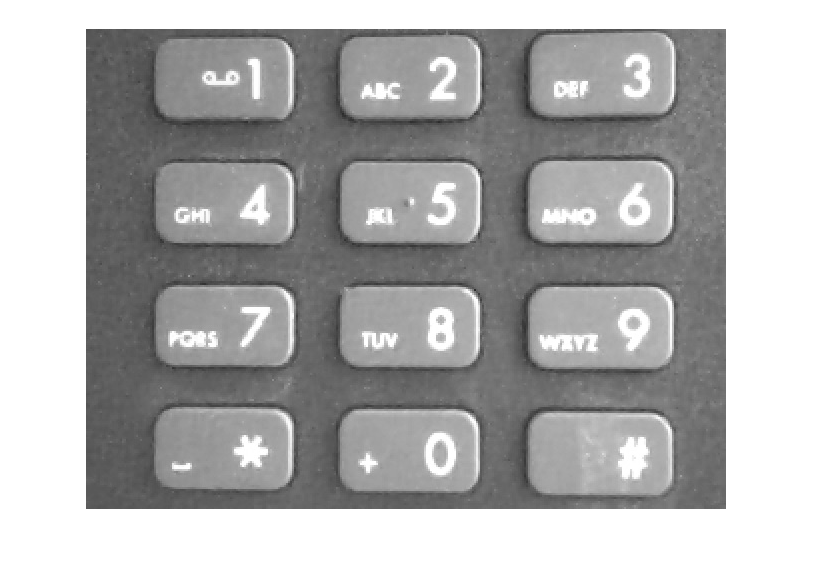 1 ABC 2 DEF 3
GHI 4 JKL 5 MNO 6
PQRS 7 TUV 8 WXYZ 9
* + 0 #